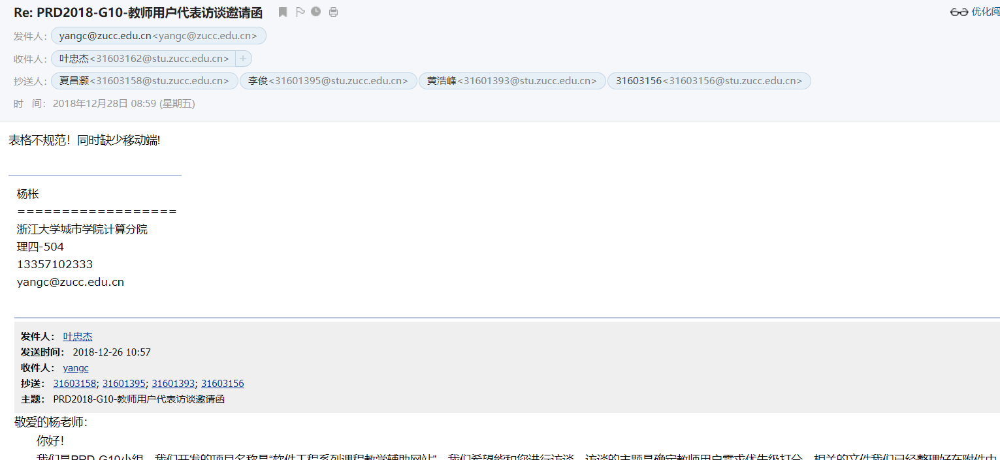 Re: PRD2018-G10-教师用户代表访谈邀请函
优化阅
发件人： yangc@zucc.edu.cn<yangc@zucc.edu.cn>
收件人： 叶忠杰<31603162@stu.zucc.edu.cn> +
抄送人： 夏昌灏<31603158@stu.zucc.edu.cn> 李俊<31601395@stu.zucc.edu.cn> 黄浩峰<31601393@stu.zucc.edu.cn> 31603156<31603156@stu.zucc.edu.cn>
时 间： 2018年12月28日 08:59 (星期五)
表格不规范！同时缺少移动端!
杨枨
==================
浙江大学城市学院计算分院
理四-504
13357102333
yangc@zucc.edu.cn
发件人： 叶忠杰
发送时间： 2018-12-26 10:57
收件人： yangc
抄送： 31603158; 31601395; 31601393; 31603156
主题： PRD2018-G10-教师用户代表访谈邀请函
敬爱的杨老师：
你好！
我们是PRD-G10小组，我们开发的项目名称是“软件工程系列课程教学辅助网站”，我们希望能和您进行访谈，访谈的主题是确定教师用户需求优先级打分，相关的文件我们已经整理好在附件中